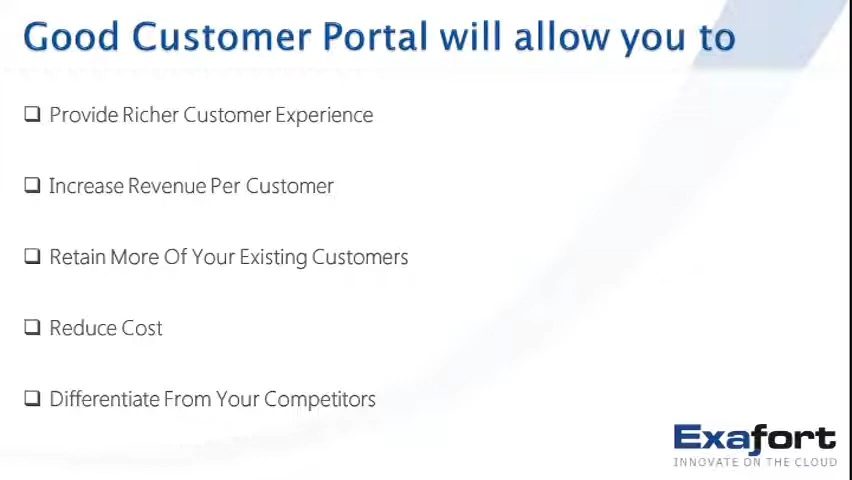 Good Customer Portal will allow you to
Provide Richer Customer Experience
Increase Revenue Per Customer
Retain More Of Your Existing Customers
Reduce Cost
Differentiate From Your Competitors
Exafort
INNOVATE ON THE CLOUD